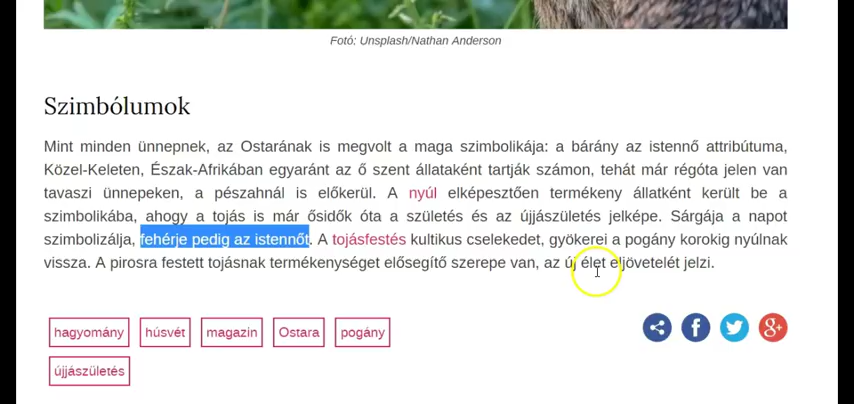 Fotó: Unsplash/Nathan Anderson
Szimbólumok
Mint minden ünnepnek, az Ostarának is megvolt a maga szimbolikája: a bárány az istennő attribútuma,
Közel-Keleten, Észak-Afrikában egyaránt az ő szent állataként tartják számon, tehát már régóta jelen van
tavaszi ünnepeken, a pészahnál is előkerül. A nyúl elképesztően termékeny állatként került be a
szimbolikába, ahogy a tojás is már ősidők óta a születés és az újjászületés jelképe. Sárgája a napot
szimbolizálja, fehérje pedig az istennőt. A tojásfestés kultikus cselekedet, gyökerei a pogány korokig nyúlnak
vissza. A pirosra festett tojásnak termékenységet elősegítő szerepe van, az új élet eljövetelét jelzi.
hagyomány húsvét magazin Ostara pogány
újjászületés